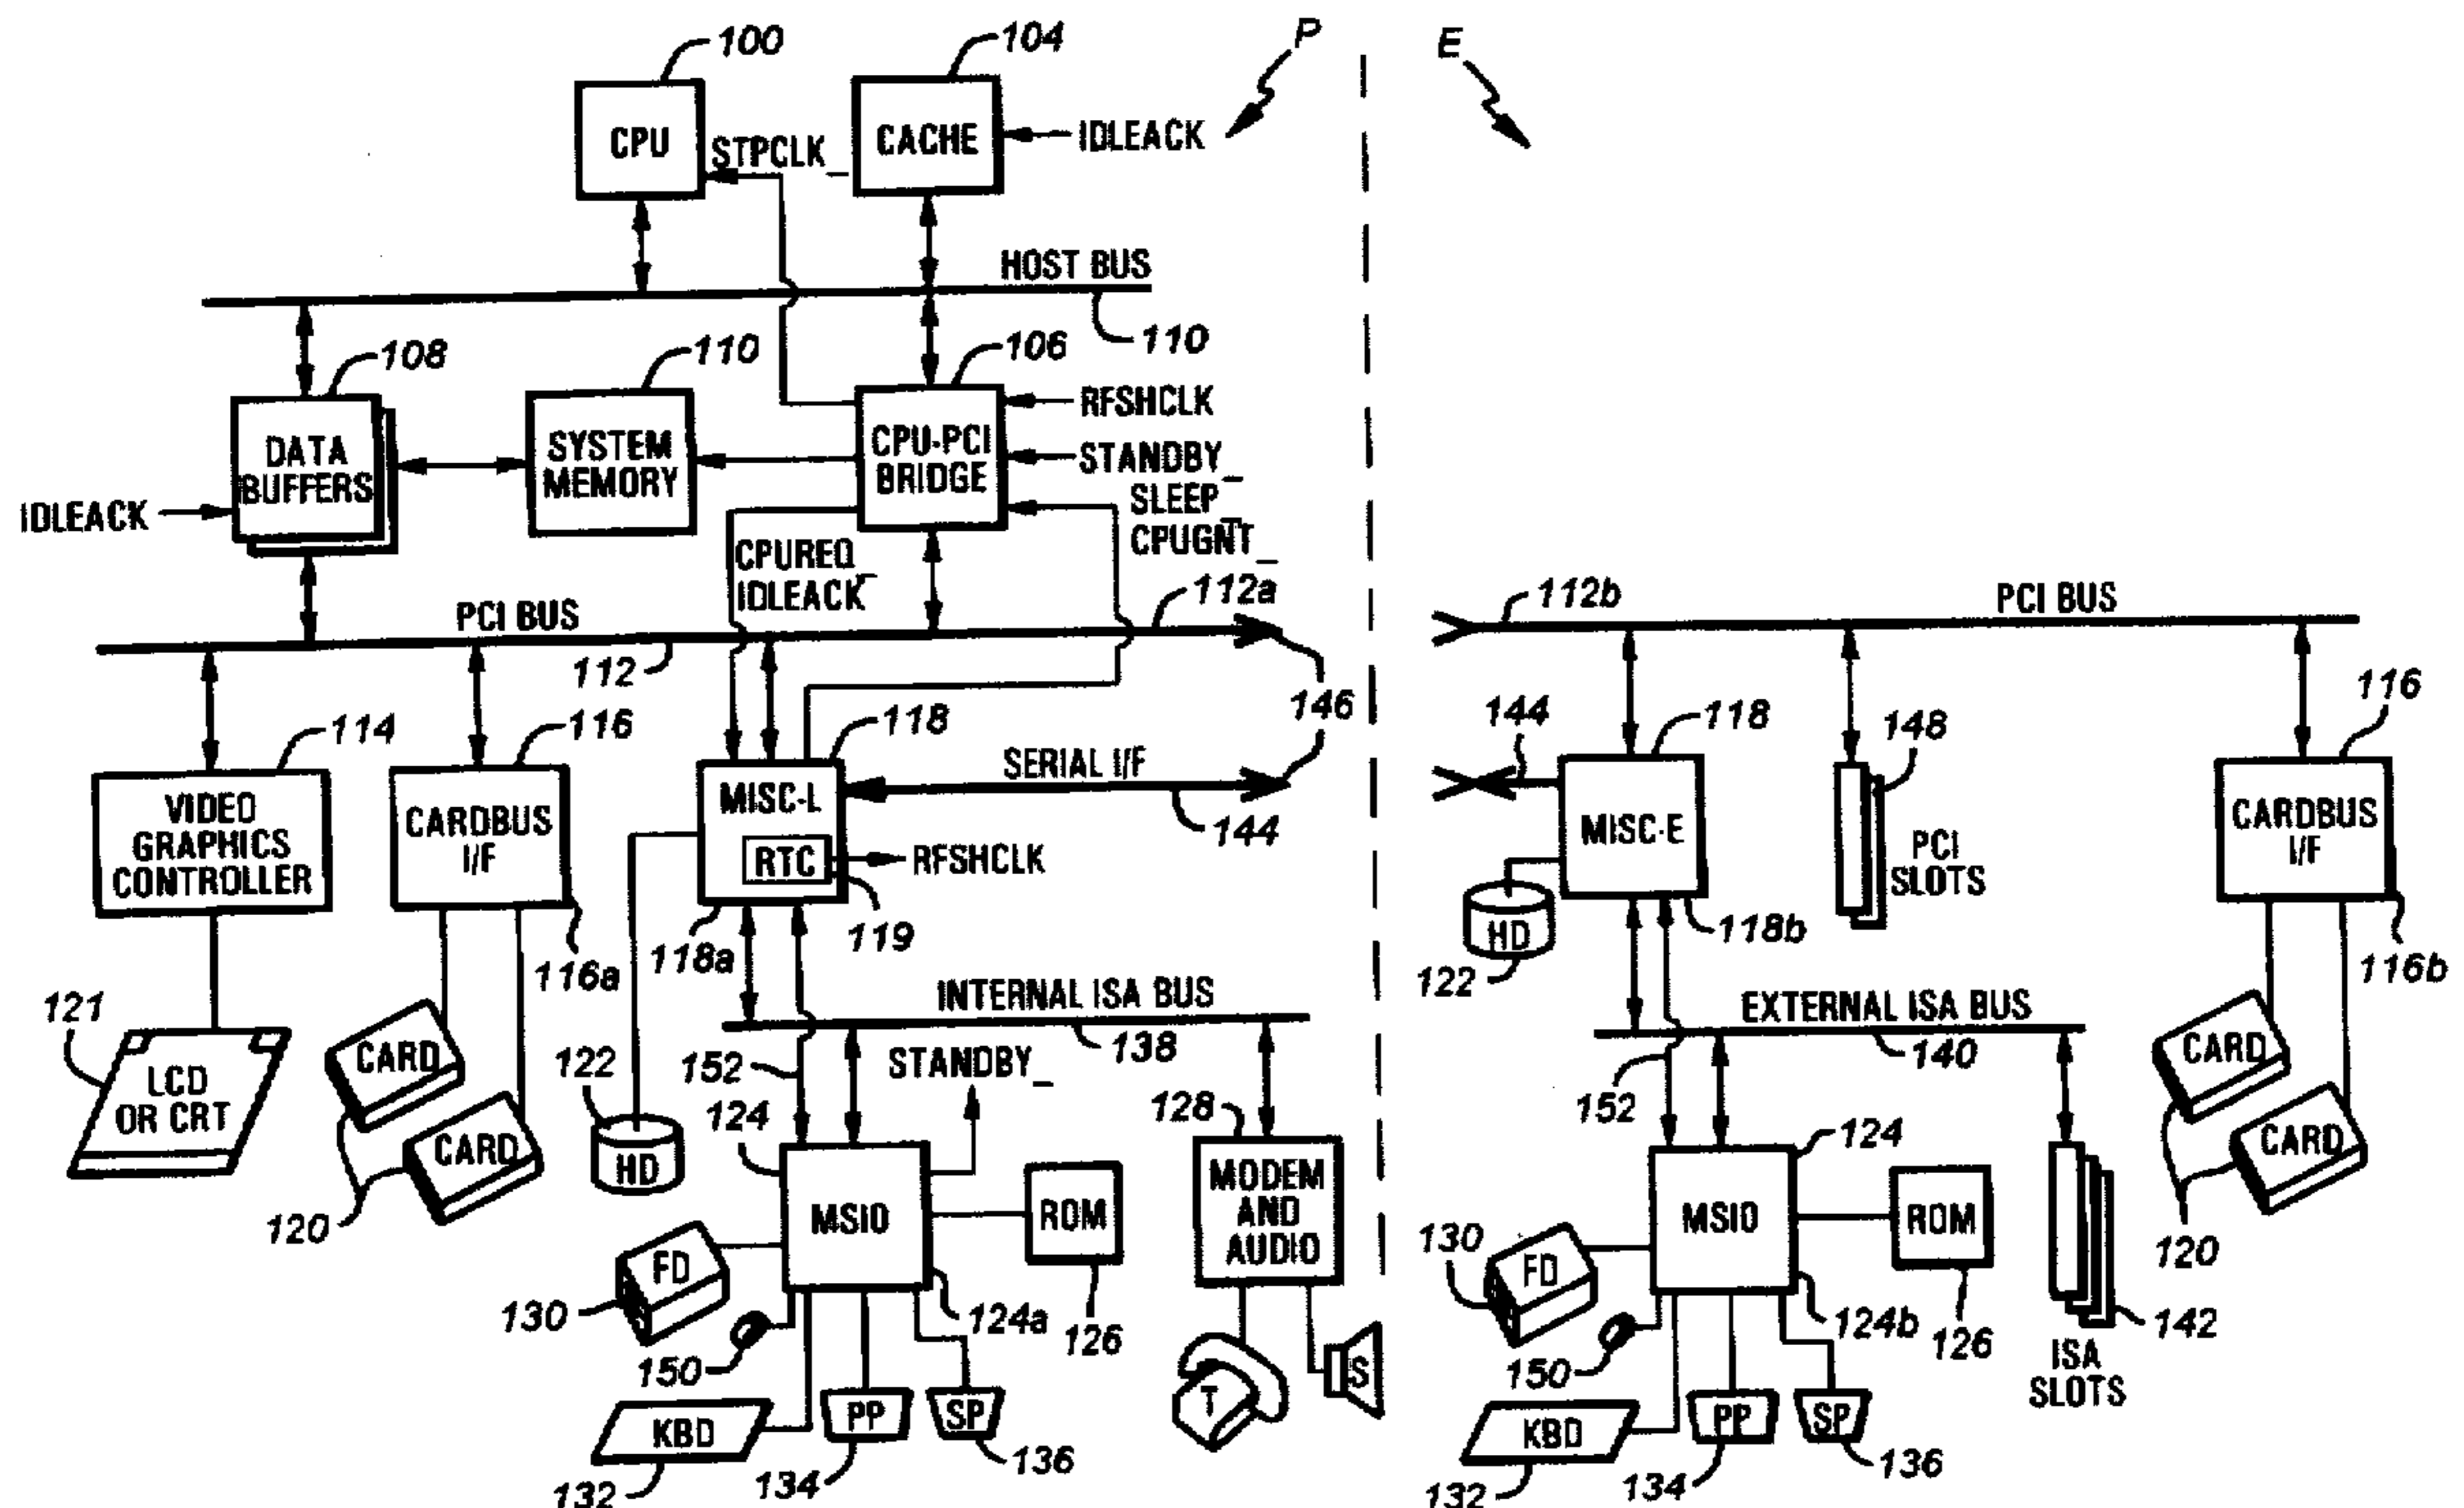 100
104
P
E
CPU
STPCLK_
CACHE
IDLEACK
HOST BUS
110
108
110
106
DATA
BUFFERS
SYSTEM
MEMORY
CPU-PCI
BRIDGE
RFSHCLK
STANDBY_
SLEEP_
CPUGNT_
IDLEACK
CPUREQ_
IDLEACK
112a
PCI BUS
112
112b
PCI BUS
146
114
116
118
SERIAL I/F
144
144
118
148
116
VIDEO
GRAPHICS
CONTROLLER
CARDBUS
I/F
MISC-L
RTC
RFSHCLK
119
118a
116a
MISC-E
PCI
SLOTS
CARDBUS
I/F
HD
122
118b
116b
121
LCD
OR CRT
CARD
CARD
120
INTERNAL ISA BUS
138
STANDBY_
152
122
HD
124
128
EXTERNAL ISA BUS
140
152
CARD
CARD
120
MSIO
ROM
126
MODEM
AND
AUDIO
FD
130
150
124a
KBD
132
PP
134
SP
136
T
S
124
MSIO
ROM
126
FD
130
150
124b
142
ISA
SLOTS
KBD
132
PP
134
SP
136